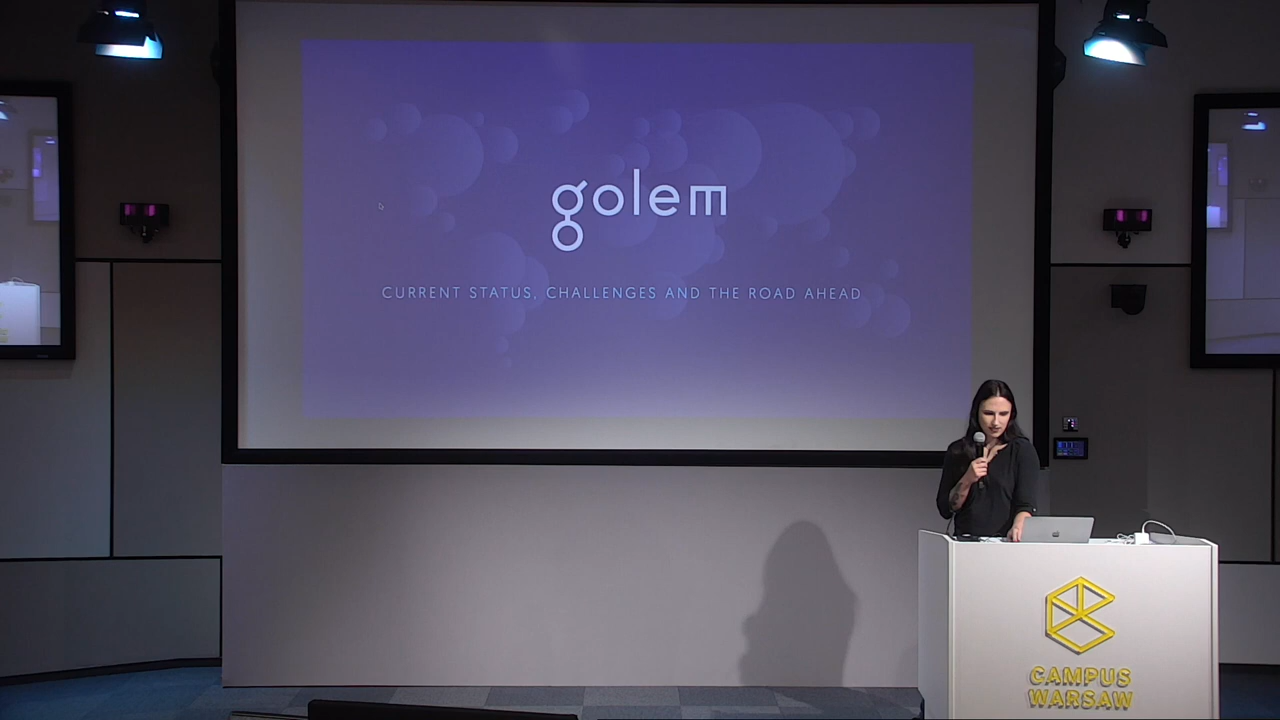 golem
CURRENT STATUS, CHALLENGES AND THE ROAD AHEAD
CAMPUS
WARSAW